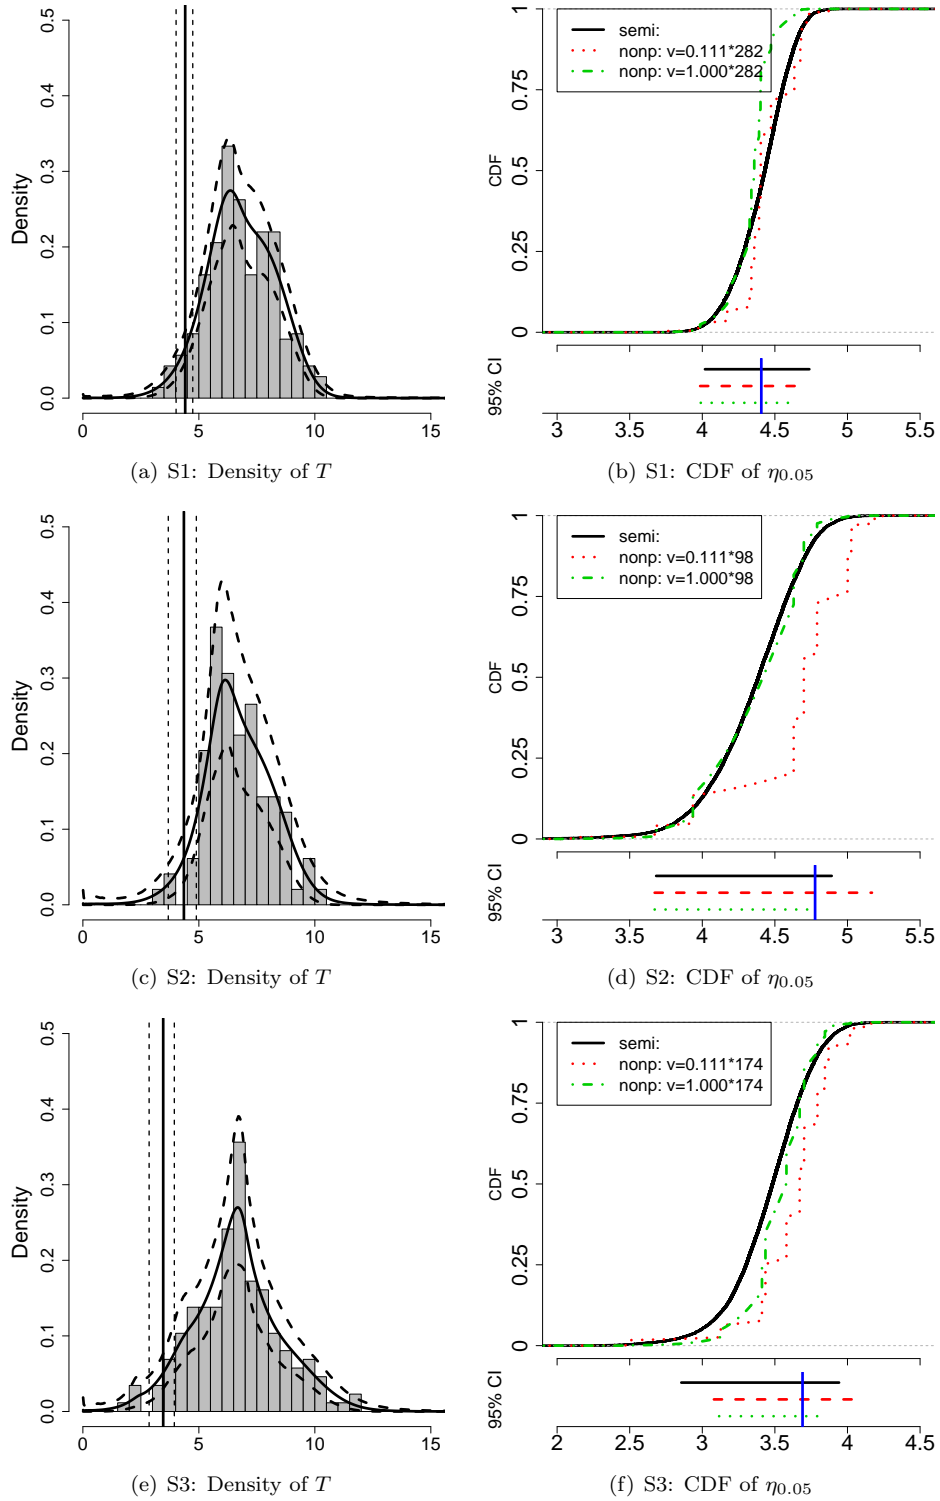 0.5
0.4
0.3
0.2
0.1
0.0
Density
0 5 10 15
(a) S1: Density of T
1
0.75
0.5
0.25
0
CDF
semi:
nonp: v=0.111*282
nonp: v=1.000*282
95% CI
3 3.5 4 4.5 5 5.5
(b) S1: CDF of η0.05
0.5
0.4
0.3
0.2
0.1
0.0
Density
0 5 10 15
(c) S2: Density of T
1
0.75
0.5
0.25
0
CDF
semi:
nonp: v=0.111*98
nonp: v=1.000*98
95% CI
3 3.5 4 4.5 5 5.5
(d) S2: CDF of η0.05
0.5
0.4
0.3
0.2
0.1
0.0
Density
0 5 10 15
(e) S3: Density of T
1
0.75
0.5
0.25
0
CDF
semi:
nonp: v=0.111*174
nonp: v=1.000*174
95% CI
2 2.5 3 3.5 4 4.5
(f) S3: CDF of η0.05